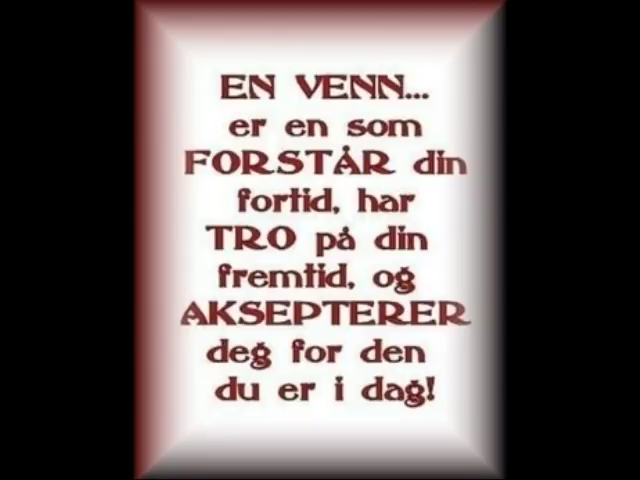 EN VENN...
er en som
FORSTÅR din
fortid, har
TRO på din
fremtid, og
AKSEPTERER
deg for den
du er i dag!